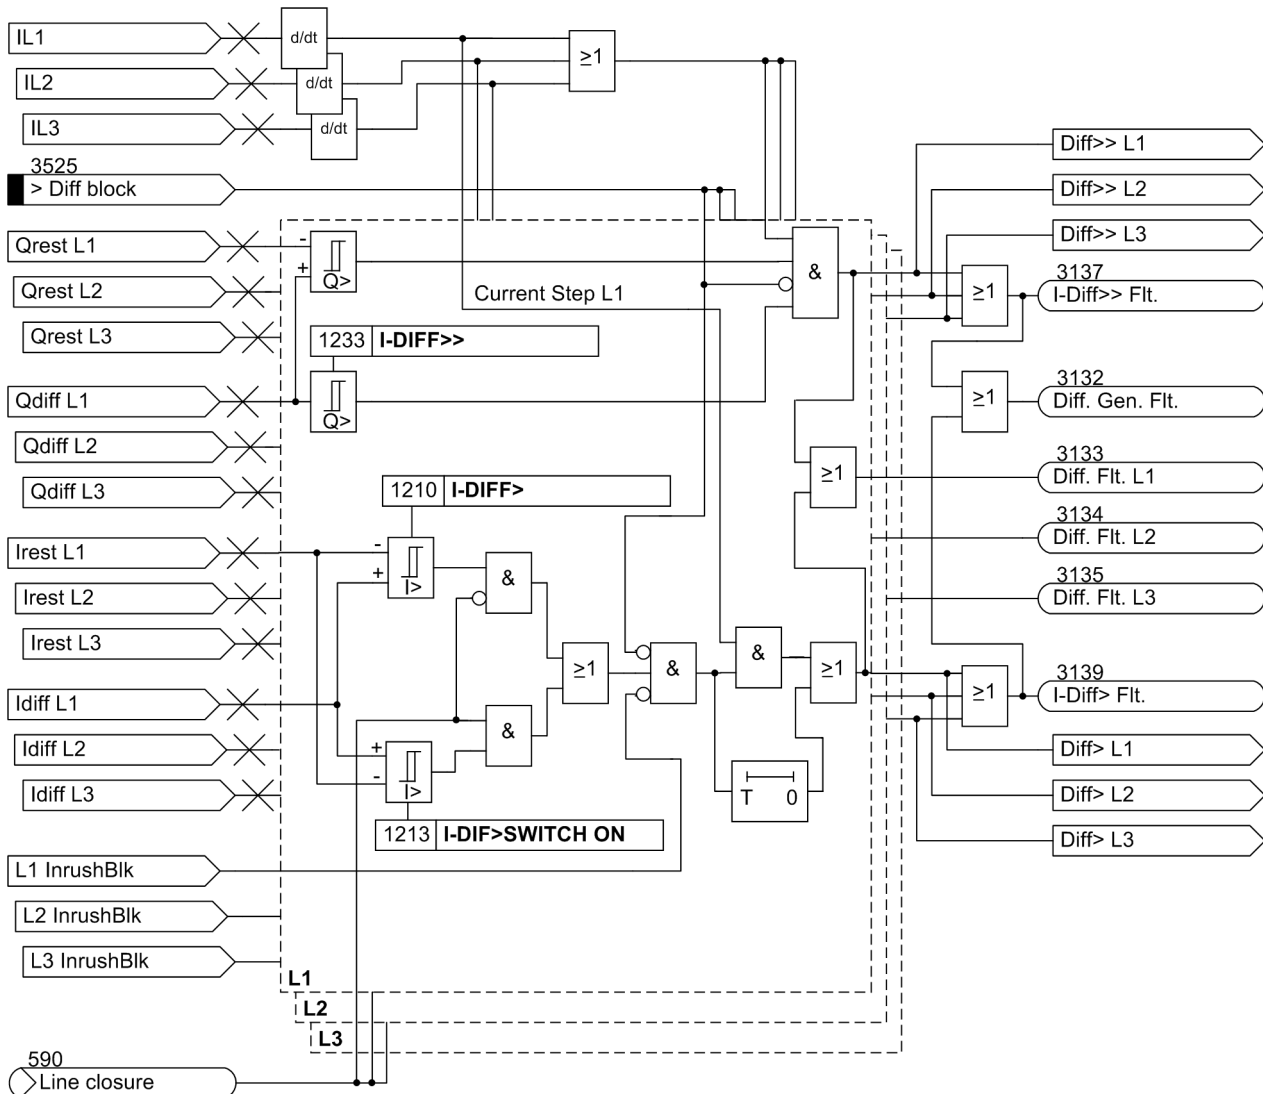 IL1
d/dt
≥1
IL2
d/dt
IL3
d/dt
3525
> Diff block
Diff>> L1
Diff>> L2
Diff>> L3
Qrest L1
-
+
Q>
&
3137
I-Diff>> Flt.
≥1
Qrest L2
Current Step L1
Qrest L3
1233 I-DIFF>>
Qdiff L1
Q>
≥1
3132
Diff. Gen. Flt.
Qdiff L2
≥1
3133
Diff. Flt. L1
Qdiff L3
1210 I-DIFF>
3134
Diff. Flt. L2
Irest L1
-
+
I>
&
Irest L2
3135
Diff. Flt. L3
Irest L3
≥1
&
&
≥1
≥1
3139
I-Diff> Flt.
Idiff L1
&
Idiff L2
+
-
I>
Diff> L1
Idiff L3
T 0
Diff> L2
1213 I-DIF>SWITCH ON
Diff> L3
L1 InrushBlk
L2 InrushBlk
L3 InrushBlk
L1
L2
L3
590
Line closure